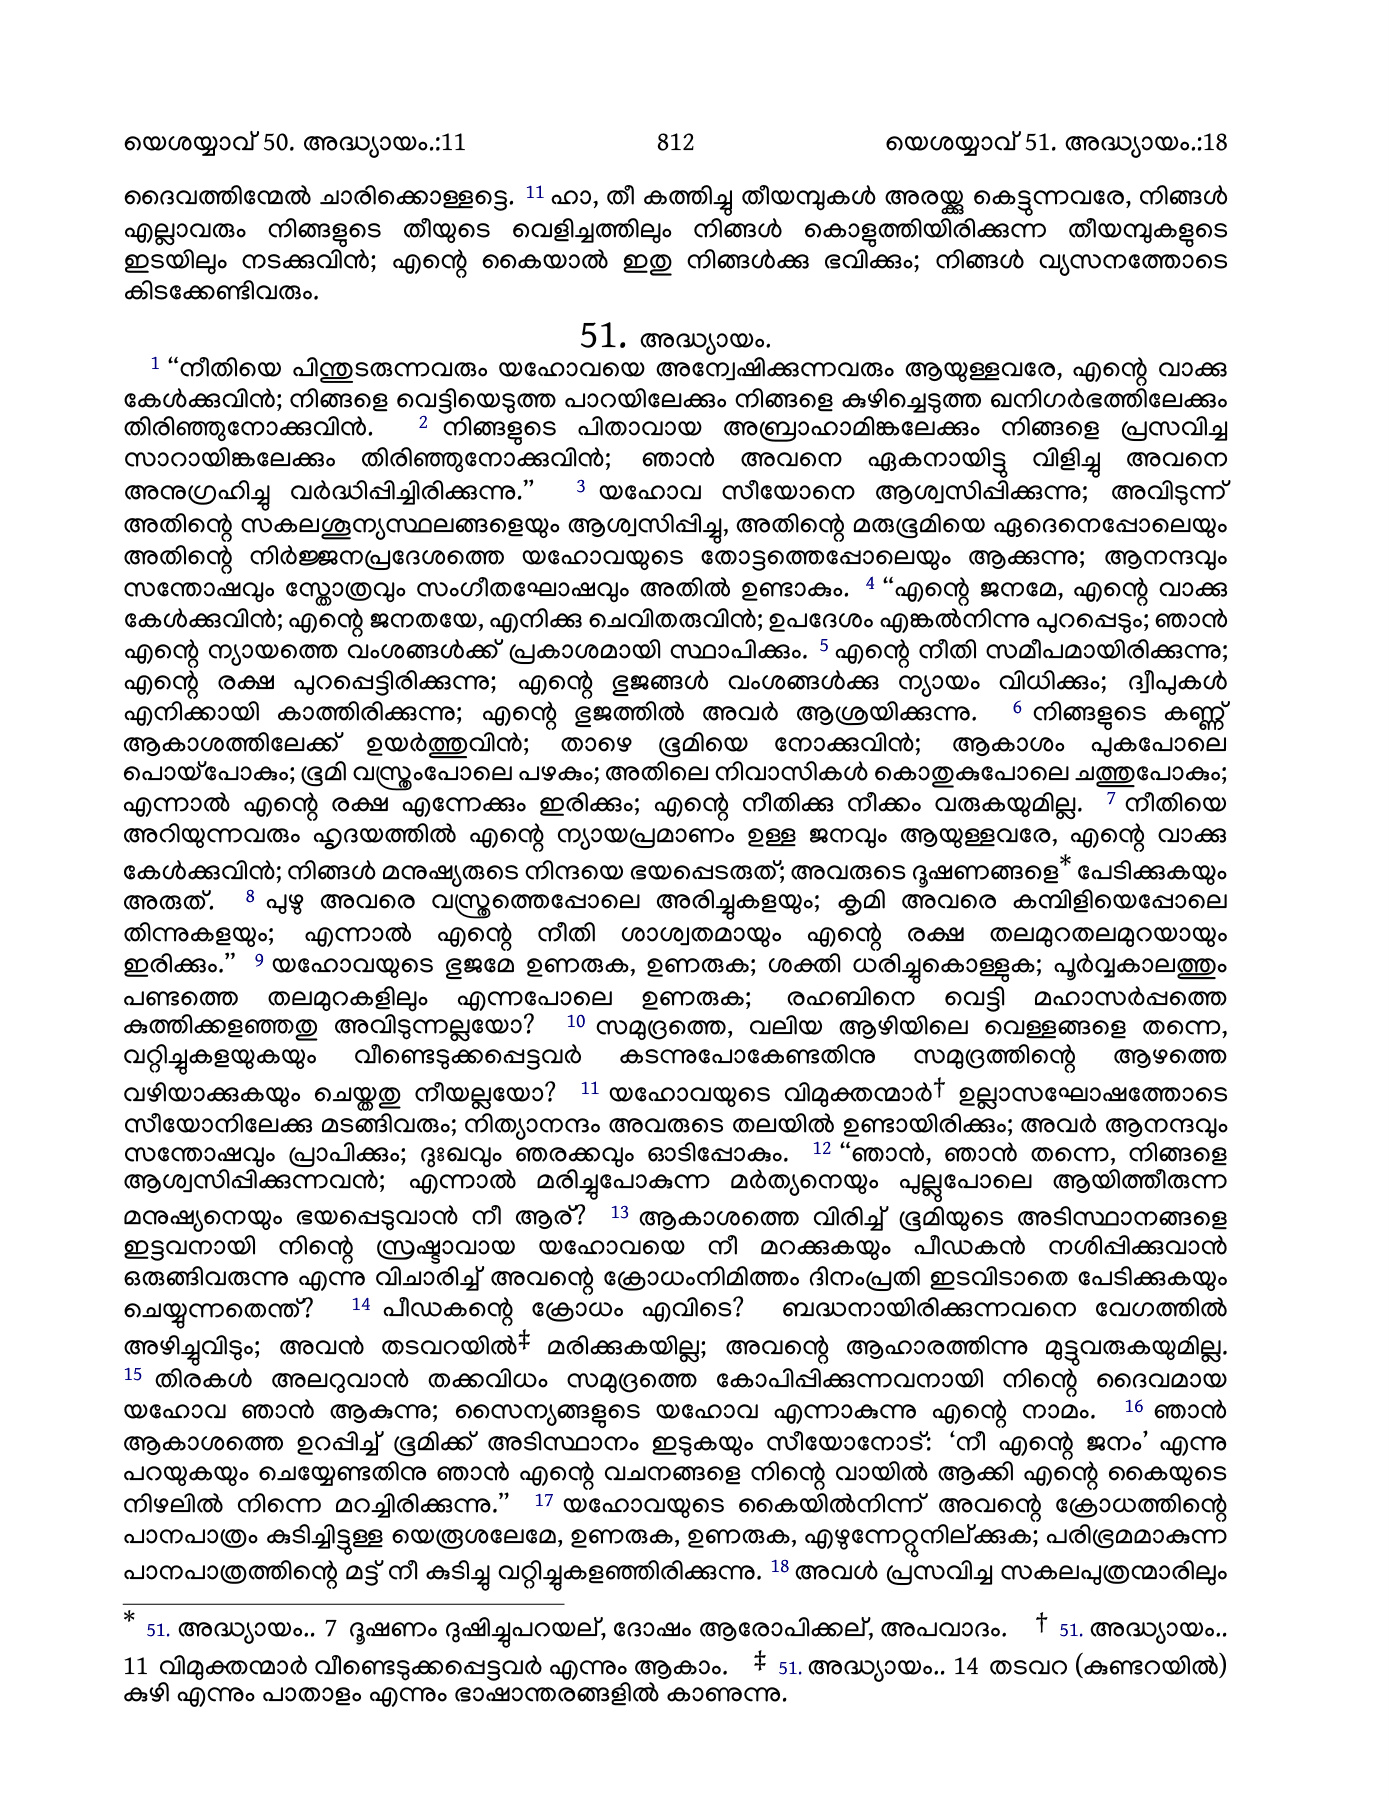 യെശയ്യാവ് 50. അദ്ധ്യായം.:11 812 യെശയ്യാവ് 51. അദ്ധ്യായം.:18
ദൈവത്തിന്മേൽ ചാരിക്കൊള്ളട്ടെ. 11 ഹാ, തീ കത്തിച്ചു തീയമ്പുകൾ അരയ്ക്കു കെട്ടുന്നവരേ, നിങ്ങൾ
എല്ലാവരും നിങ്ങളുടെ തീയുടെ വെളിച്ചത്തിലും നിങ്ങൾ കൊളുത്തിയിരിക്കുന്ന തീയമ്പുകളുടെ
ഇടയിലും നടക്കുവിൻ; എന്റെ കൈയാൽ ഇതു നിങ്ങൾക്കു ഭവിക്കും; നിങ്ങൾ വ്യസനത്തോടെ
കിടക്കേണ്ടിവരും.
51. അദ്ധ്യായം.
1 “നീതിയെ പിന്തുടരുന്നവരും യഹോവയെ അന്വേഷിക്കുന്നവരും ആയുള്ളവരേ, എന്റെ വാക്കു
കേൾക്കുവിൻ; നിങ്ങളെ വെട്ടിയെടുത്ത പാറയിലേക്കും നിങ്ങളെ കുഴിച്ചെടുത്ത ഖനിഗർഭത്തിലേക്കും
തിരിഞ്ഞുനോക്കുവിൻ. 2 നിങ്ങളുടെ പിതാവായ അബ്രാഹാമിങ്കലേക്കും നിങ്ങളെ പ്രസവിച്ച
സാറായിങ്കലേക്കും തിരിഞ്ഞുനോക്കുവിൻ; ഞാൻ അവനെ ഏകനായിട്ടു വിളിച്ചു അവനെ
അനുഗ്രഹിച്ചു വർദ്ധിപ്പിച്ചിരിക്കുന്നു.” 3 യഹോവ സീയോനെ ആശ്വസിപ്പിക്കുന്നു; അവിടുന്ന്
അതിന്റെ സകലശൂന്യസ്ഥലങ്ങളെയും ആശ്വസിപ്പിച്ചു, അതിന്റെ മരുഭൂമിയെ ഏദെനെപ്പോലെയും
അതിന്റെ നിർജ്ജനപ്രദേശത്തെ യഹോവയുടെ തോട്ടത്തെപ്പോലെയും ആക്കുന്നു; ആനന്ദവും
സന്തോഷവും സ്തോത്രവും സംഗീതഘോഷവും അതിൽ ഉണ്ടാകും. 4 “എന്റെ ജനമേ, എന്റെ വാക്കു
കേൾക്കുവിൻ; എന്റെ ജനതയേ, എനിക്കു ചെവിതരുവിൻ; ഉപദേശം എങ്കൽനിന്നു പുറപ്പെടും; ഞാൻ
എന്റെ ന്യായത്തെ വംശങ്ങൾക്ക് പ്രകാശമായി സ്ഥാപിക്കും. 5 എന്റെ നീതി സമീപമായിരിക്കുന്നു;
എന്റെ രക്ഷ പുറപ്പെട്ടിരിക്കുന്നു; എന്റെ ഭുജങ്ങൾ വംശങ്ങൾക്കു ന്യായം വിധിക്കും; ദ്വീപുകൾ
എനിക്കായി കാത്തിരിക്കുന്നു; എന്റെ ഭുജത്തിൽ അവർ ആശ്രയിക്കുന്നു. 6 നിങ്ങളുടെ കണ്ണ്
ആകാശത്തിലേക്ക് ഉയർത്തുവിൻ; താഴെ ഭൂമിയെ നോക്കുവിൻ; ആകാശം പുകപോലെ
പൊയ്പോകും; ഭൂമി വസ്ത്രംപോലെ പഴകും; അതിലെ നിവാസികൾ കൊതുകുപോലെ ചത്തുപോകും;
എന്നാൽ എന്റെ രക്ഷ എന്നേക്കും ഇരിക്കും; എന്റെ നീതിക്കു നീക്കം വരുകയുമില്ല. 7 നീതിയെ
അറിയുന്നവരും ഹൃദയത്തിൽ എന്റെ ന്യായപ്രമാണം ഉള്ള ജനവും ആയുള്ളവരേ, എന്റെ വാക്കു
കേൾക്കുവിൻ; നിങ്ങൾ മനുഷ്യരുടെ നിന്ദയെ ഭയപ്പെടരുത്; അവരുടെ ദൂഷണങ്ങളെ* പേടിക്കുകയും
അരുത്. 8 പുഴു അവരെ വസ്ത്രത്തെപ്പോലെ അരിച്ചുകളയും; കൃമി അവരെ കമ്പിളിയെപ്പോലെ
തിന്നുകളയും; എന്നാൽ എന്റെ നീതി ശാശ്വതമായും എന്റെ രക്ഷ തലമുറതലമുറയായും
ഇരിക്കും.” 9 യഹോവയുടെ ഭുജമേ ഉണരുക, ഉണരുക; ശക്തി ധരിച്ചുകൊള്ളുക; പൂർവ്വകാലത്തും
പണ്ടത്തെ തലമുറകളിലും എന്നപോലെ ഉണരുക; രഹബിനെ വെട്ടി മഹാസർപ്പത്തെ
കുത്തിക്കളഞ്ഞതു അവിടുന്നല്ലയോ? 10 സമുദ്രത്തെ, വലിയ ആഴിയിലെ വെള്ളങ്ങളെ തന്നെ,
വറ്റിച്ചുകളയുകയും വീണ്ടെടുക്കപ്പെട്ടവർ കടന്നുപോകേണ്ടതിനു സമുദ്രത്തിന്റെ ആഴത്തെ
വഴിയാക്കുകയും ചെയ്തതു നീയല്ലയോ? 11 യഹോവയുടെ വിമുക്തന്മാർ† ഉല്ലാസഘോഷത്തോടെ
സീയോനിലേക്കു മടങ്ങിവരും; നിത്യാനന്ദം അവരുടെ തലയിൽ ഉണ്ടായിരിക്കും; അവർ ആനന്ദവും
സന്തോഷവും പ്രാപിക്കും; ദുഃഖവും ഞരക്കവും ഓടിപ്പോകും. 12 “ഞാൻ, ഞാൻ തന്നെ, നിങ്ങളെ
ആശ്വസിപ്പിക്കുന്നവൻ; എന്നാൽ മരിച്ചുപോകുന്ന മർത്യനെയും പുല്ലുപോലെ ആയിത്തീരുന്ന
മനുഷ്യനെയും ഭയപ്പെടുവാൻ നീ ആര്? 13 ആകാശത്തെ വിരിച്ച് ഭൂമിയുടെ അടിസ്ഥാനങ്ങളെ
ഇട്ടവനായി നിന്റെ സ്രഷ്ടാവായ യഹോവയെ നീ മറക്കുകയും പീഡകൻ നശിപ്പിക്കുവാൻ
ഒരുങ്ങിവരുന്നു എന്നു വിചാരിച്ച് അവന്റെ ക്രോധംനിമിത്തം ദിനംപ്രതി ഇടവിടാതെ പേടിക്കുകയും
ചെയ്യുന്നതെന്ത്? 14 പീഡകന്റെ ക്രോധം എവിടെ? ബദ്ധനായിരിക്കുന്നവനെ വേഗത്തിൽ
അഴിച്ചുവിടും; അവൻ തടവറയിൽ‡ മരിക്കുകയില്ല; അവന്റെ ആഹാരത്തിന്നു മുട്ടുവരുകയുമില്ല.
15 തിരകൾ അലറുവാൻ തക്കവിധം സമുദ്രത്തെ കോപിപ്പിക്കുന്നവനായി നിന്റെ ദൈവമായ
യഹോവ ഞാൻ ആകുന്നു; സൈന്യങ്ങളുടെ യഹോവ എന്നാകുന്നു എന്റെ നാമം. 16 ഞാൻ
ആകാശത്തെ ഉറപ്പിച്ച് ഭൂമിക്ക് അടിസ്ഥാനം ഇടുകയും സീയോനോട്: ‘നീ എന്റെ ജനം’ എന്നു
പറയുകയും ചെയ്യേണ്ടതിനു ഞാൻ എന്റെ വചനങ്ങളെ നിന്റെ വായിൽ ആക്കി എന്റെ കൈയുടെ
നിഴലിൽ നിന്നെ മറച്ചിരിക്കുന്നു.” 17 യഹോവയുടെ കൈയിൽനിന്ന് അവന്റെ ക്രോധത്തിന്റെ
പാനപാത്രം കുടിച്ചിട്ടുള്ള യെരൂശലേമേ, ഉണരുക, ഉണരുക, എഴുന്നേറ്റുനില്ക്കുക; പരിഭ്രമമാകുന്ന
പാനപാത്രത്തിന്റെ മട്ട് നീ കുടിച്ചു വറ്റിച്ചുകളഞ്ഞിരിക്കുന്നു. 18 അവൾ പ്രസവിച്ച സകലപുത്രന്മാരിലും
* 51. അദ്ധ്യായം.. 7 ദൂഷണം ദുഷിച്ചുപറയല്, ദോഷം ആരോപിക്കല്, അപവാദം. † 51. അദ്ധ്യായം..
11 വിമുക്തന്മാർ വീണ്ടെടുക്കപ്പെട്ടവർ എന്നും ആകാം. ‡ 51. അദ്ധ്യായം.. 14 തടവറ (കുണ്ടറയിൽ)
കുഴി എന്നും പാതാളം എന്നും ഭാഷാന്തരങ്ങളിൽ കാണുന്നു.